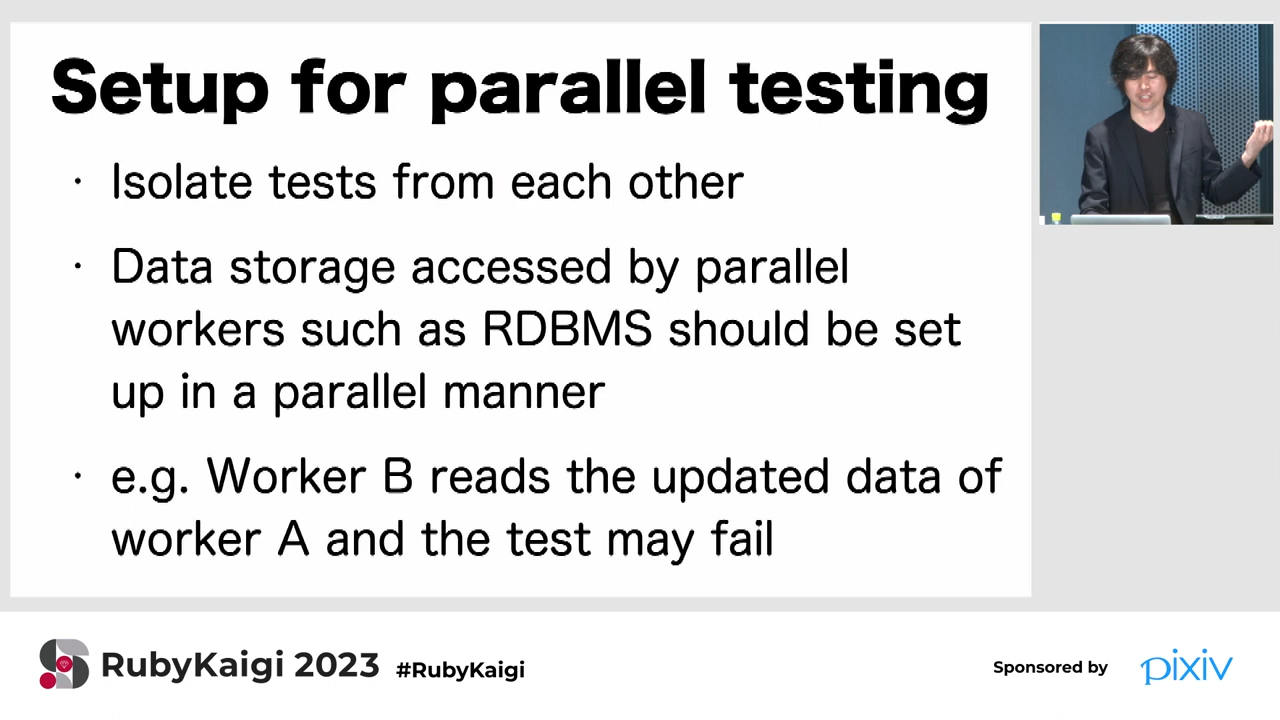 Setup for parallel testing
・ Isolate tests from each other
・ Data storage accessed by parallel
workers such as RDBMS should be set
up in a parallel manner
・ e.g. Worker B reads the updated data of
worker A and the test may fail
RubyKaigi 2023 #RubyKaigi
Sponsored by pixiv